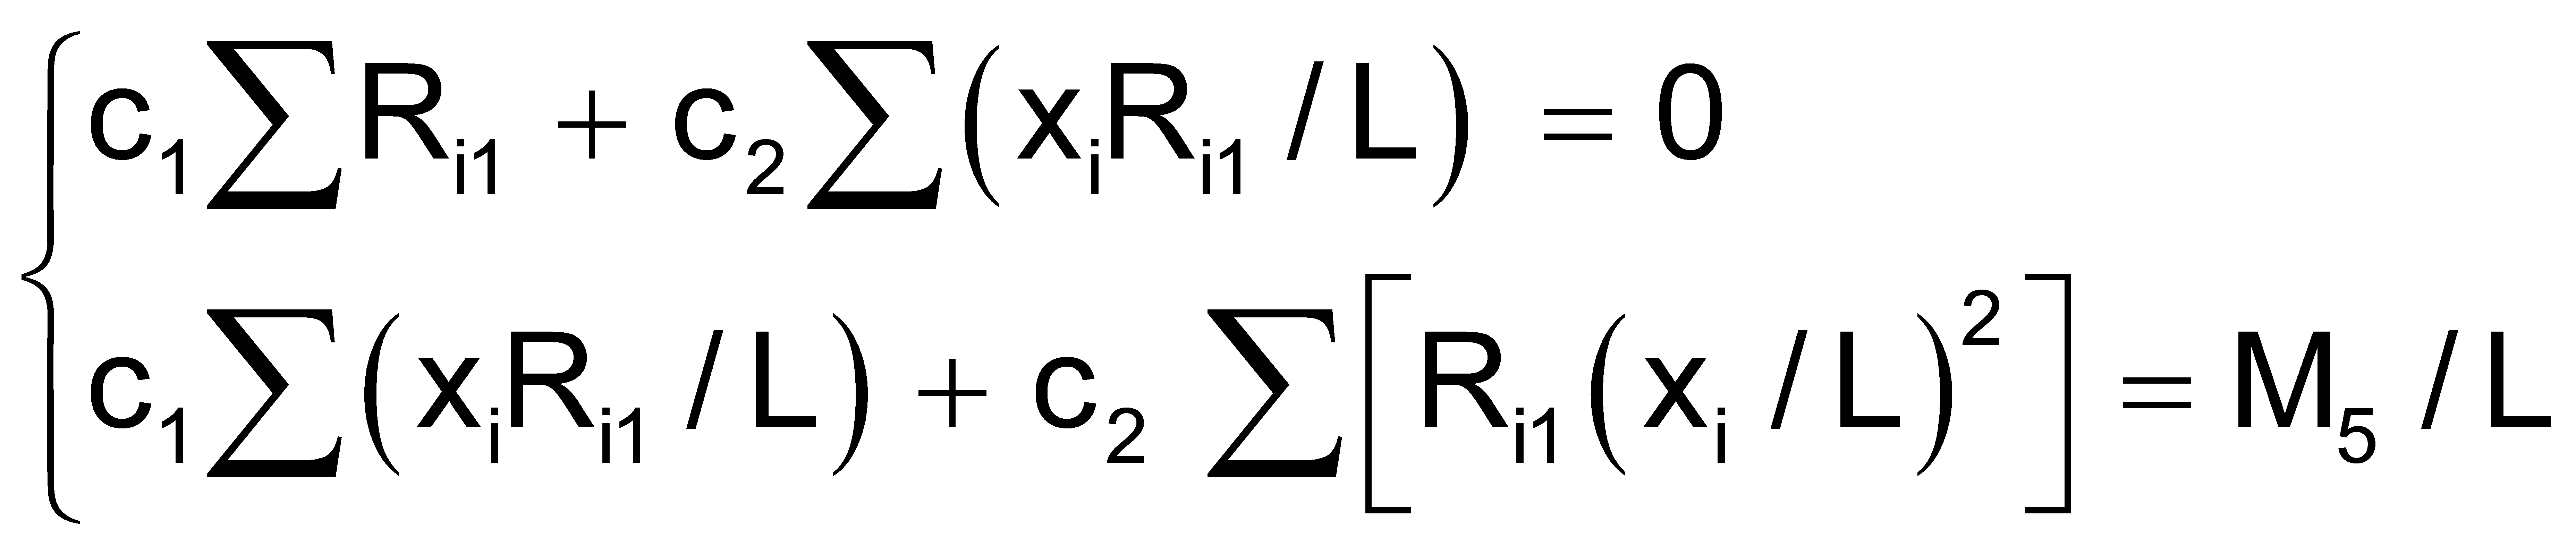 c₁∑Rᵢ₁ + c₂∑(xᵢRᵢ₁ / L) = 0
c₁∑(xᵢRᵢ₁ / L) + c₂ ∑[Rᵢ₁(xᵢ / L)²] = M₅ / L